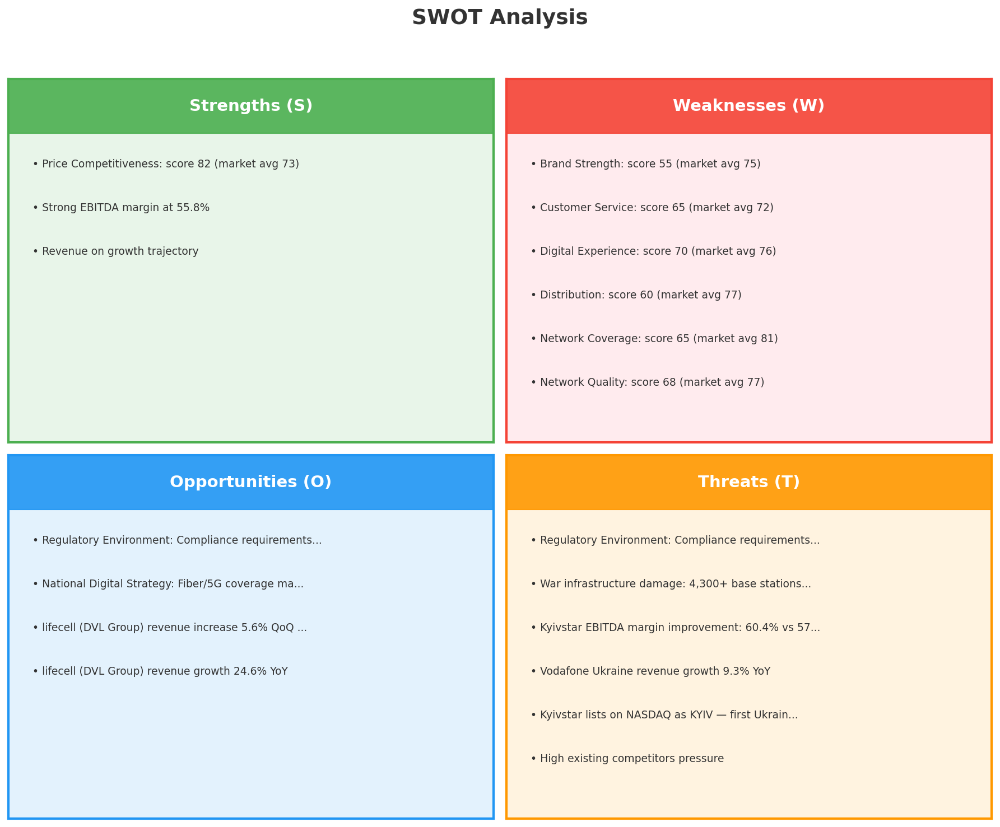 SWOT Analysis
Strengths (S)
• Price Competitiveness: score 82 (market avg 73)
• Strong EBITDA margin at 55.8%
• Revenue on growth trajectory
Weaknesses (W)
• Brand Strength: score 55 (market avg 75)
• Customer Service: score 65 (market avg 72)
• Digital Experience: score 70 (market avg 76)
• Distribution: score 60 (market avg 77)
• Network Coverage: score 65 (market avg 81)
• Network Quality: score 68 (market avg 77)
Opportunities (O)
• Regulatory Environment: Compliance requirements...
• National Digital Strategy: Fiber/5G coverage ma...
• lifecell (DVL Group) revenue increase 5.6% QoQ ...
• lifecell (DVL Group) revenue growth 24.6% YoY
Threats (T)
• Regulatory Environment: Compliance requirements...
• War infrastructure damage: 4,300+ base stations...
• Kyivstar EBITDA margin improvement: 60.4% vs 57...
• Vodafone Ukraine revenue growth 9.3% YoY
• Kyivstar lists on NASDAQ as KYIV — first Ukrain...
• High existing competitors pressure